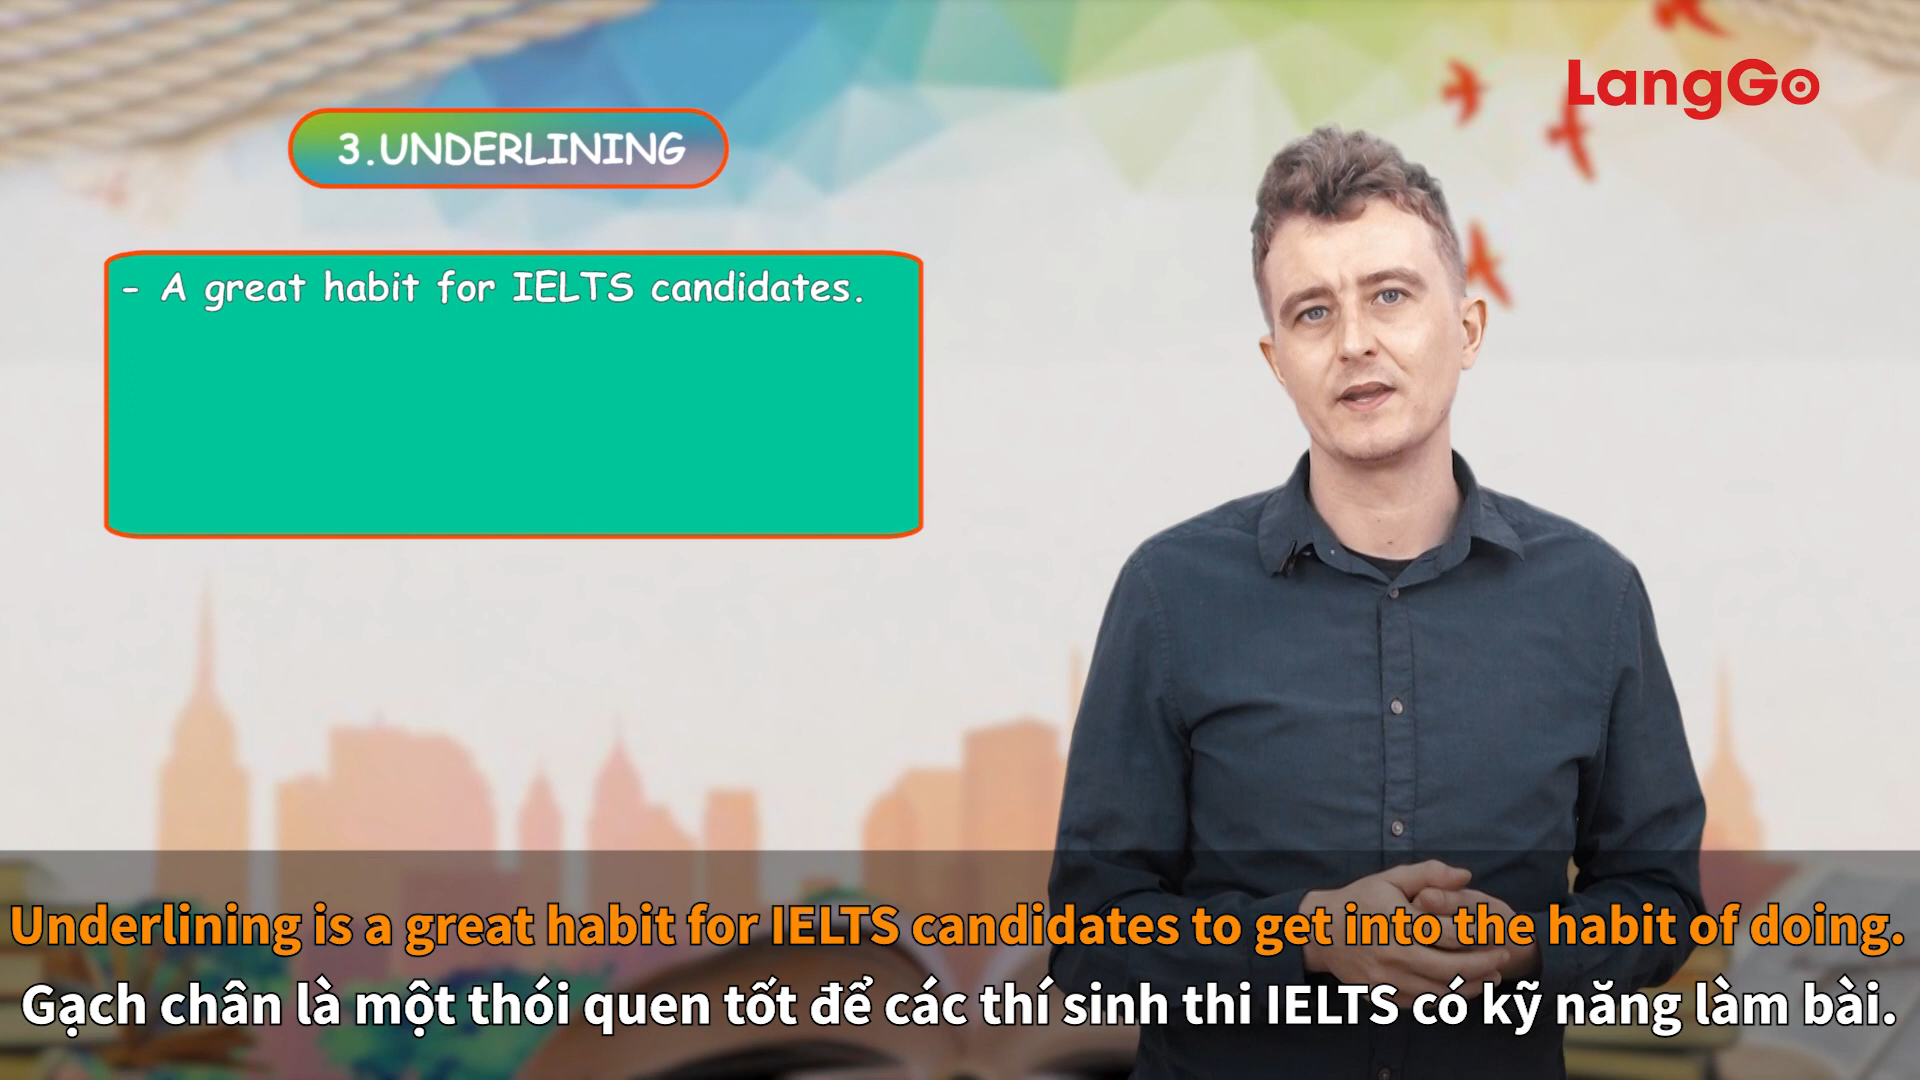 LangGo
3.UNDERLINING
- A great habit for IELTS candidates.
Underlining is a great habit for IELTS candidates to get into the habit of doing.
Gạch chân là một thói quen tốt để các thí sinh thi IELTS có kỹ năng làm bài.